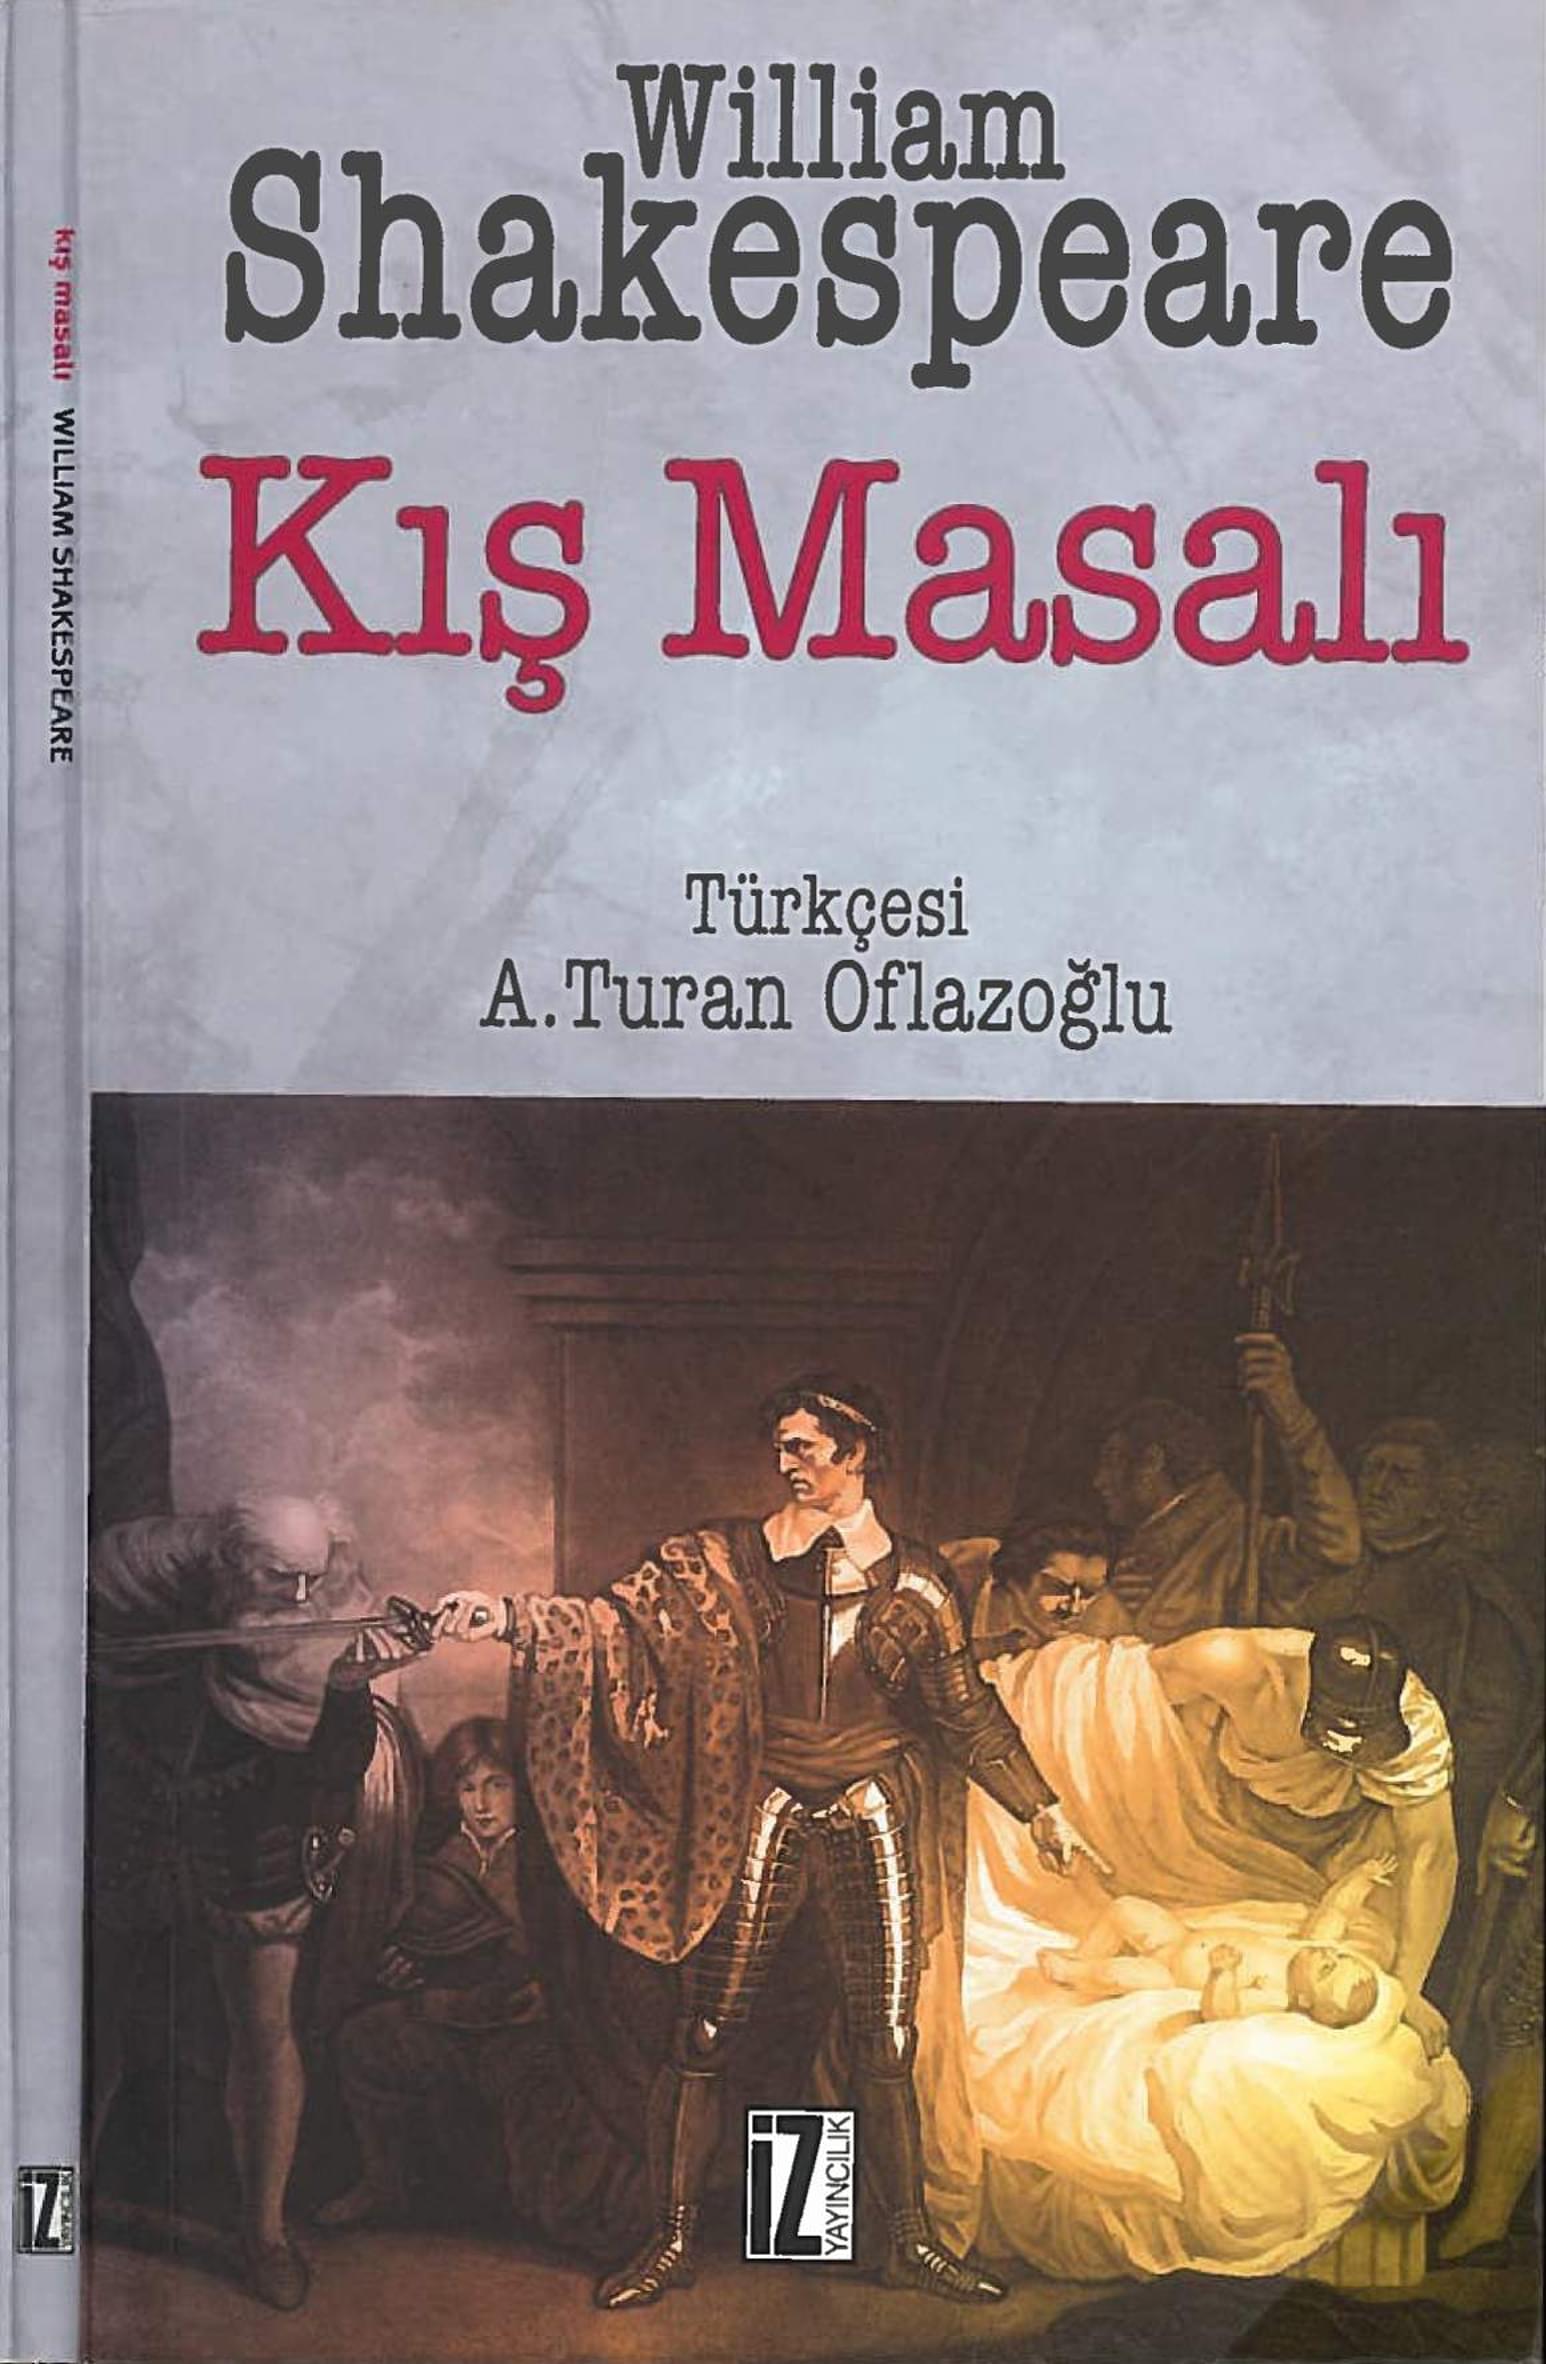 William
Shakespeare
Kış Masalı
Türkçesi
A.Turan Oflazoğlu
kış masalı WILLIAM SHAKESPEARE
İZ
YAYINCILIK
İZ